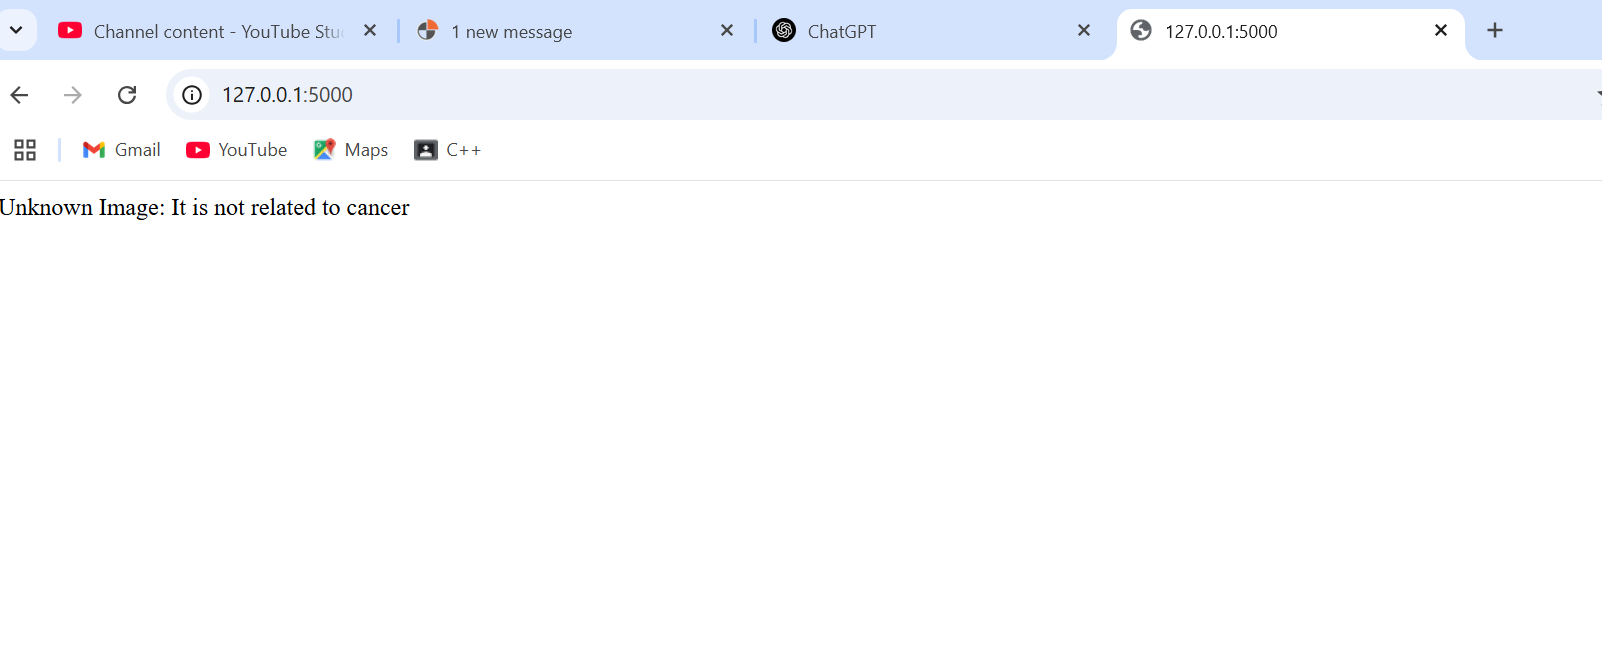 Channel content - YouTube Stu
1 new message
ChatGPT
127.0.0.1:5000
127.0.0.1:5000
Gmail
YouTube
Maps
C++
Unknown Image: It is not related to cancer